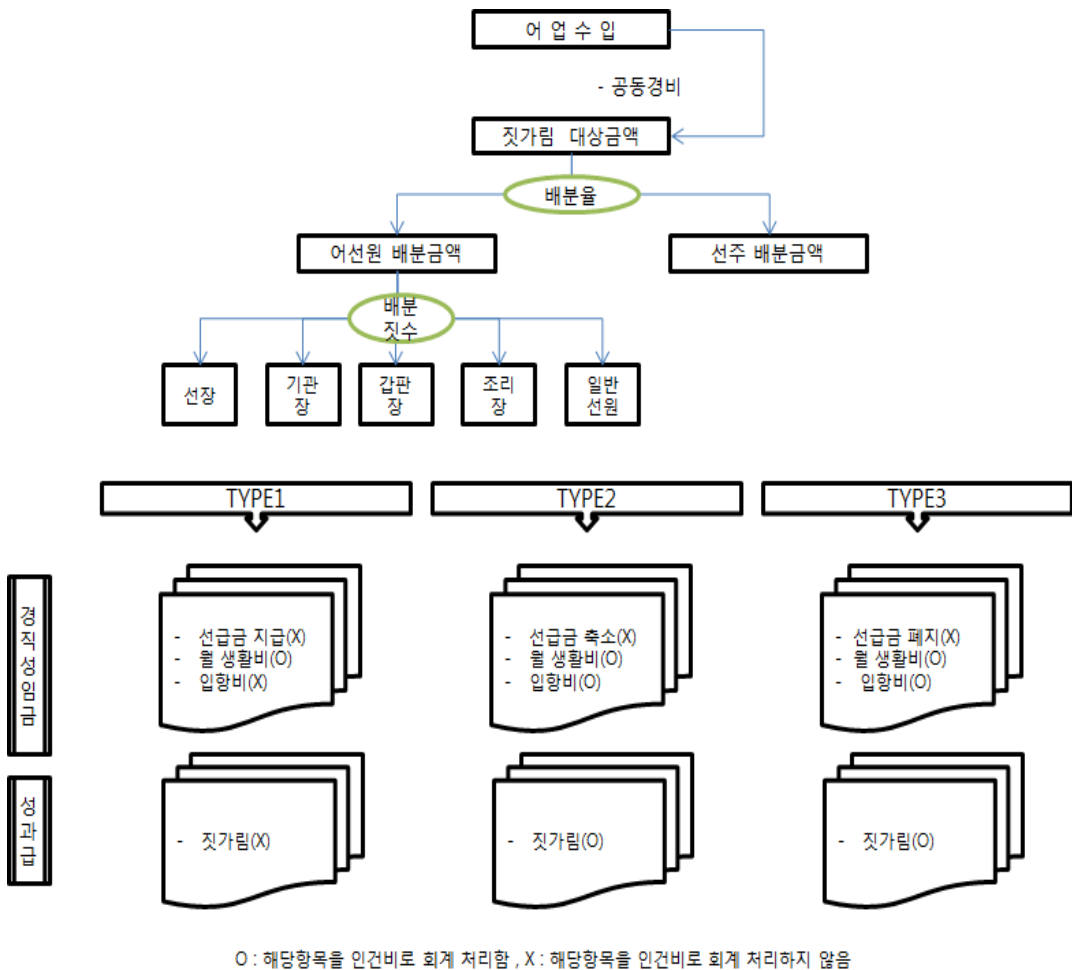 어 업 수 입
- 공동경비
짓가림 대상금액
배분율
어선원 배분금액
선주 배분금액
배분
짓수
선장
기관
장
갑판
장
조리
장
일반
선원
TYPE1
TYPE2
TYPE3
경직성임금
- 선급금 지급(X)
- 월 생활비(O)
- 입항비(X)
- 선급금 축소(X)
- 월 생활비(O)
- 입항비(O)
- 선급금 폐지(X)
- 월 생활비(O)
- 입항비(O)
성과급
- 짓가림(X)
- 짓가림(O)
- 짓가림(O)
O : 해당항목을 인건비로 회계 처리함 , X : 해당항목을 인건비로 회계 처리하지 않음